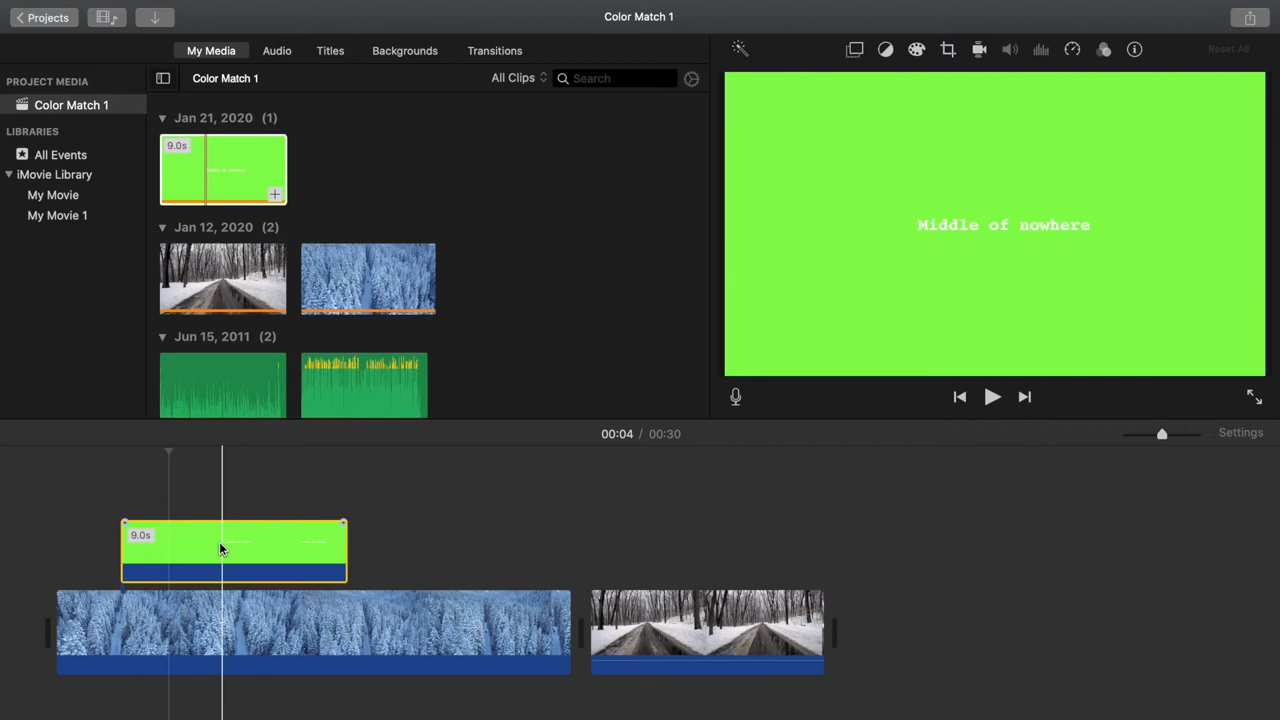 Projects
Color Match 1
My Media
Audio
Titles
Backgrounds
Transitions
Reset All
PROJECT MEDIA
Color Match 1
LIBRARIES
All Events
iMovie Library
My Movie
My Movie 1
Color Match 1
All Clips
Search
Jan 21, 2020 (1)
9.0s
Jan 12, 2020 (2)
Jun 15, 2011 (2)
Middle of nowhere
00:04 / 00:30
Settings
9.0s